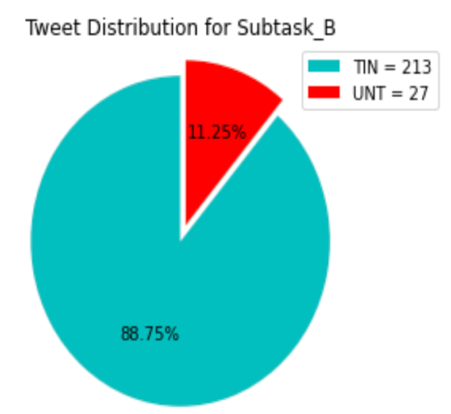 Tweet Distribution for Subtask_B
TIN = 213
UNT = 27
11.25%
88.75%